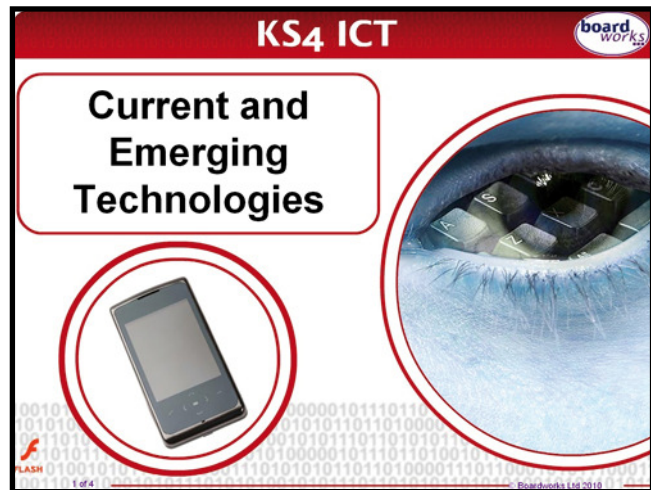 KS4 ICT
board
works
Current and
Emerging
Technologies
A
S
Z
X
C
FLASH
1 of 4
© Boardworks Ltd 2010